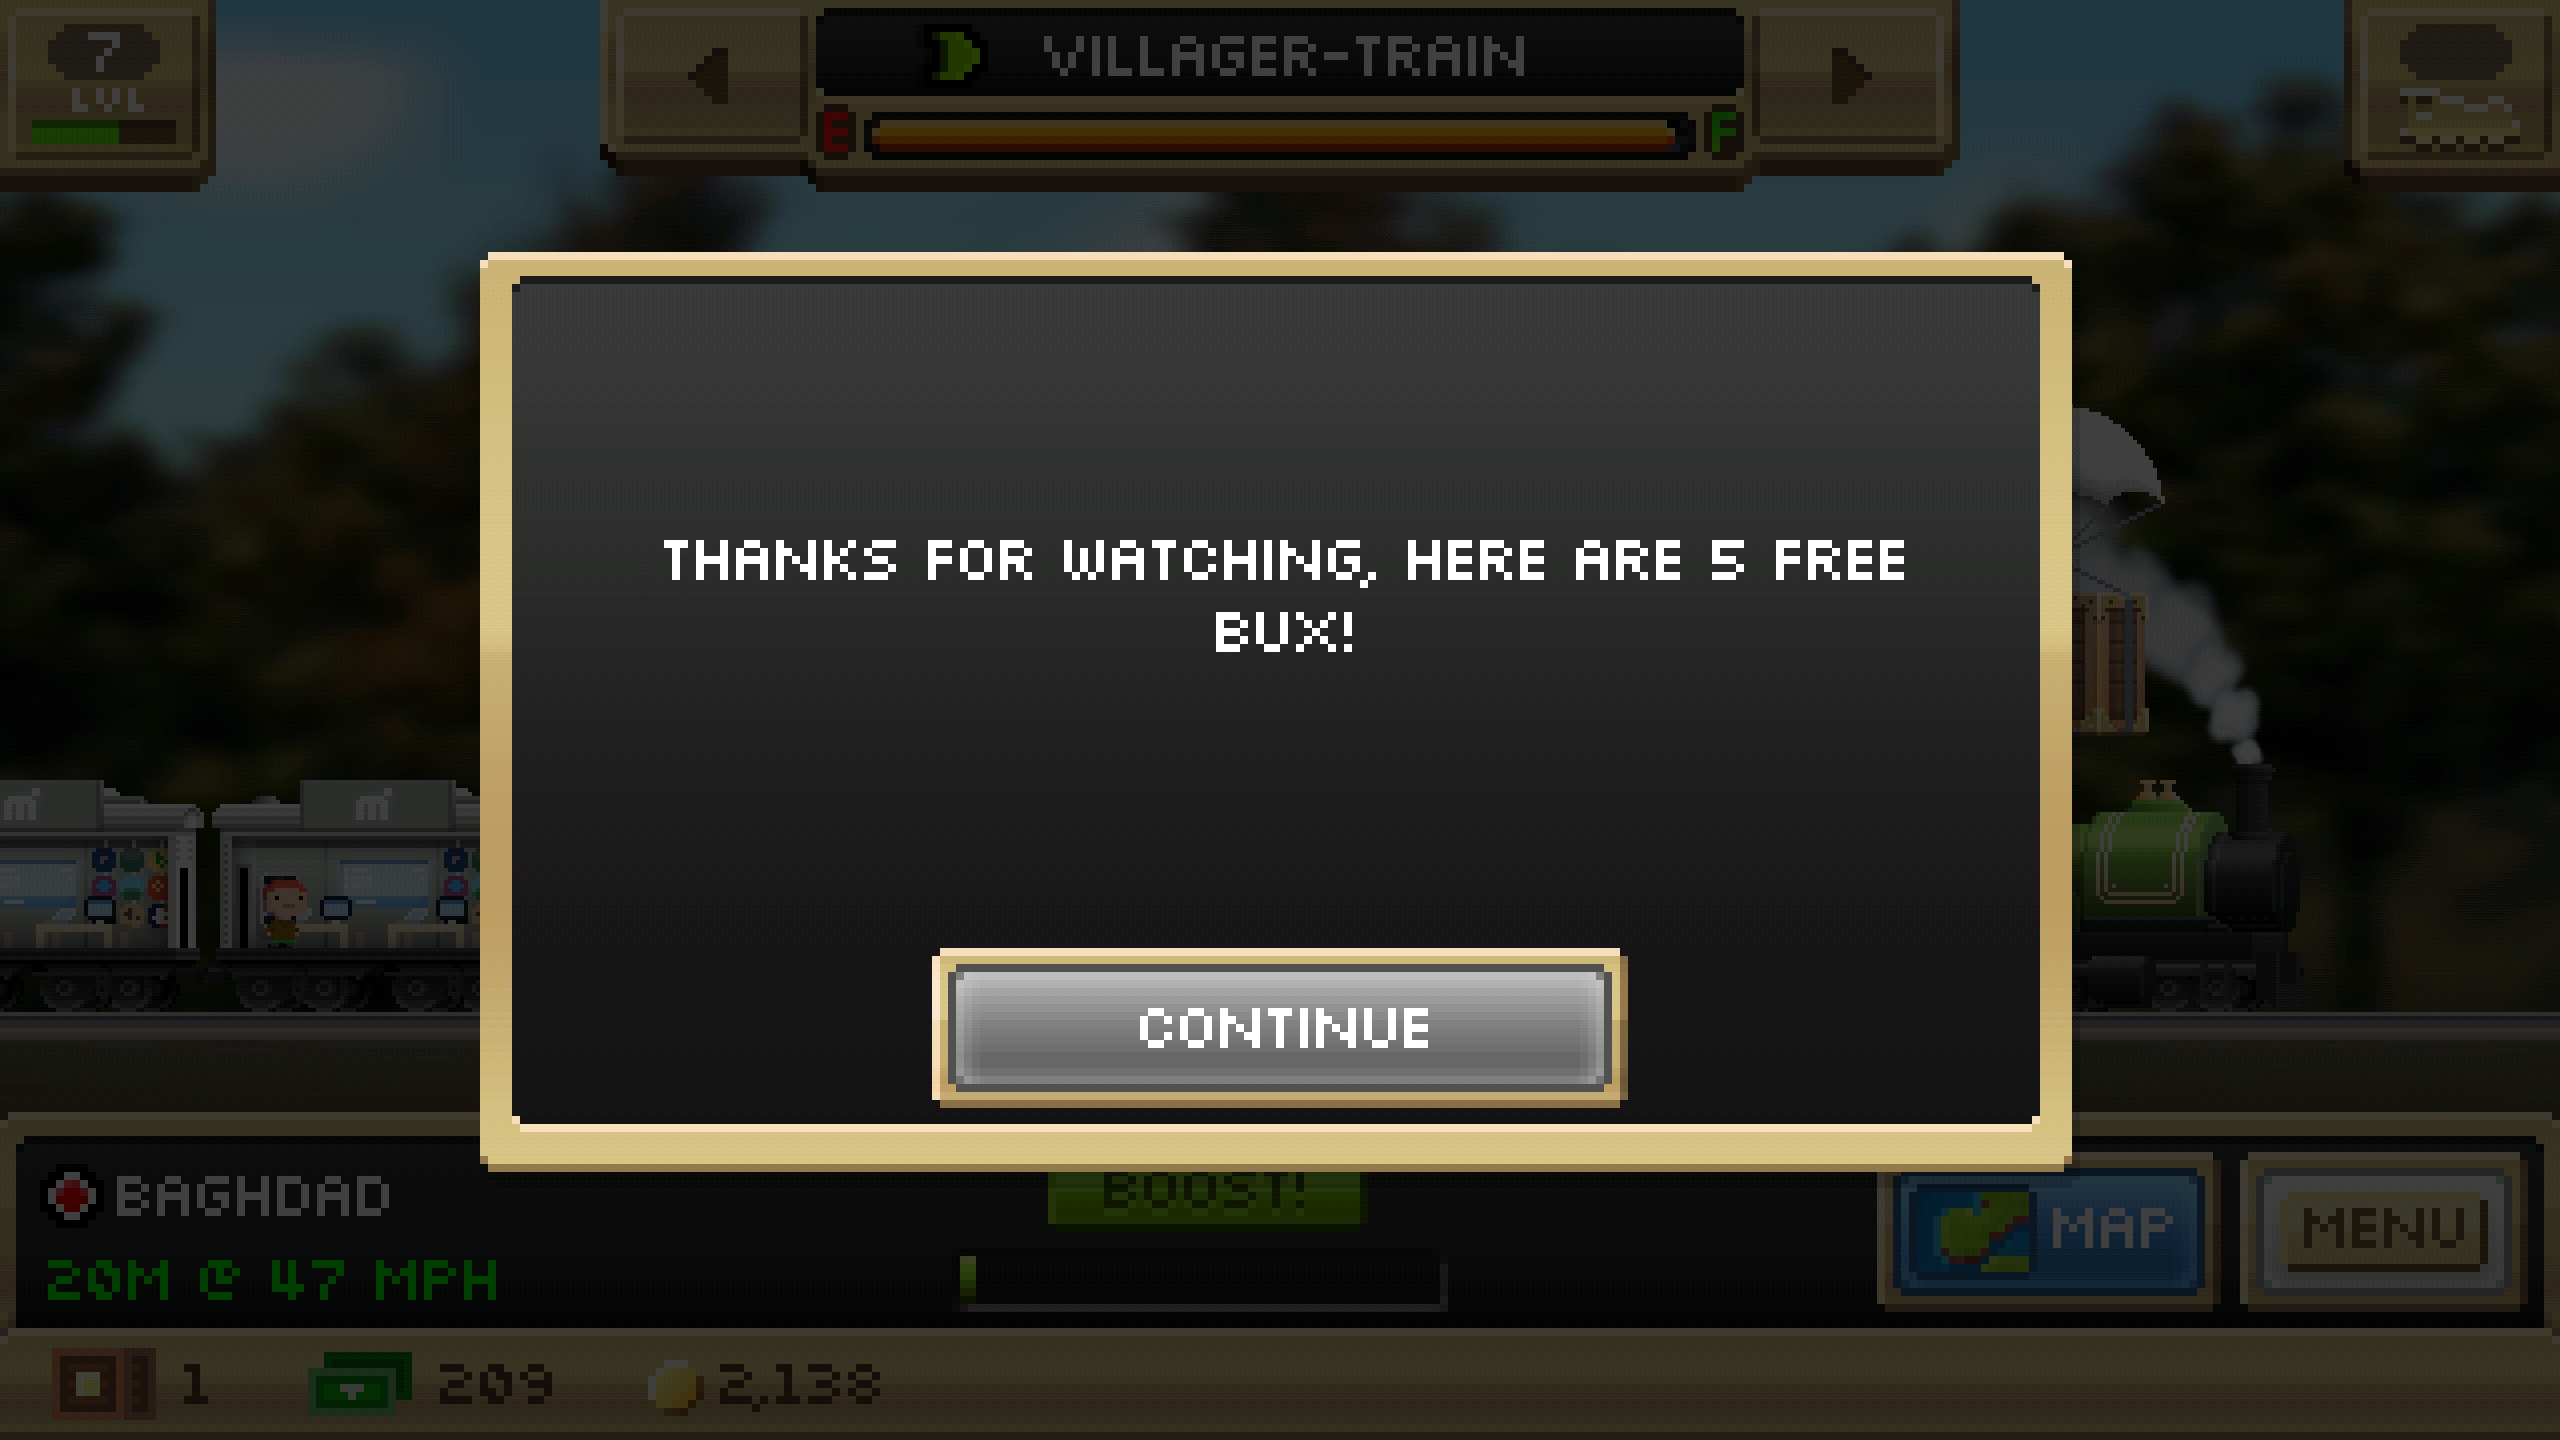 7
LVL
VILLAGER-TRAIN
E F
THANKS FOR WATCHING, HERE ARE 5 FREE
BUX!
CONTINUE
BAGHDAD
BOOST!
MAP
MENU
20M @ 47 MPH
1 209 2,138